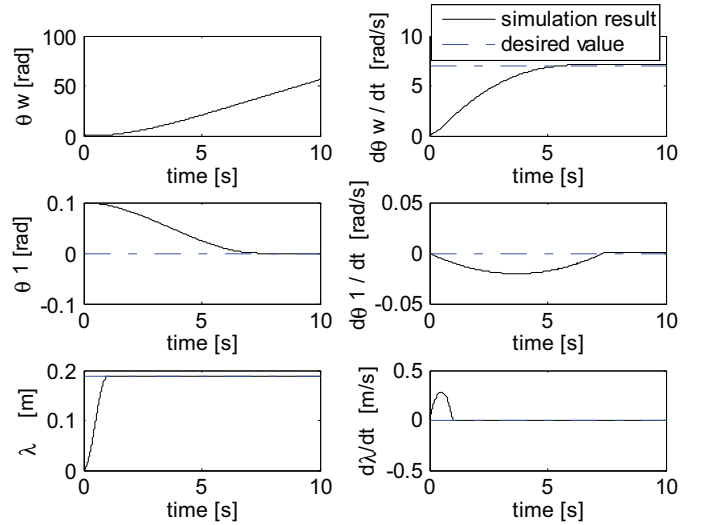 simulation result
desired value
100
50
0
0
5
10
time [s]
θ w [rad]
10
5
0
0
5
10
time [s]
dθ w / dt [rad/s]
0.1
0
-0.1
0
5
10
time [s]
θ 1 [rad]
0.05
0
-0.05
0
5
10
time [s]
dθ 1 / dt [rad/s]
0.2
0.1
0
0
5
10
time [s]
λ [m]
0.5
0
-0.5
0
5
10
time [s]
dλ/dt [m/s]